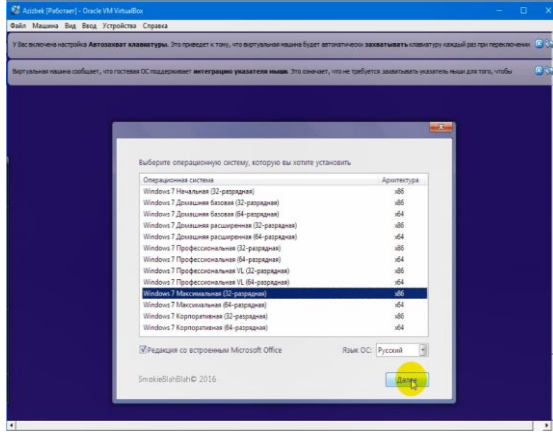 Azizbek [Работает] - Oracle VM VirtualBox
Файл Машина Вид Ввод Устройства Справка
У Вас включена настройка Автозахват клавиатуры. Это приведет к тому, что виртуальная машина будет автоматически захватывать клавиатуру каждый раз при переключении
Виртуальная машина сообщает, что гостевая ОС поддерживает интеграцию указателя мыши. Это означает, что не требуется захватывать указатель мыши для того, чтобы
Выберите операционную систему, которую вы хотите установить
Операционная система Архитектура
Windows 7 Начальная (32-разрядная) x86
Windows 7 Домашняя базовая (32-разрядная) x86
Windows 7 Домашняя базовая (64-разрядная) x64
Windows 7 Домашняя расширенная (32-разрядная) x86
Windows 7 Домашняя расширенная (64-разрядная) x64
Windows 7 Профессиональная (32-разрядная) x86
Windows 7 Профессиональная (64-разрядная) x64
Windows 7 Профессиональная VL (32-разрядная) x86
Windows 7 Профессиональная VL (64-разрядная) x64
Windows 7 Максимальная (32-разрядная) x86
Windows 7 Максимальная (64-разрядная) x64
Windows 7 Корпоративная (32-разрядная) x86
Windows 7 Корпоративная (64-разрядная) x64
Редакция со встроенным Microsoft Office Язык ОС: Русский
SmokieBlahBlah© 2016 Далее